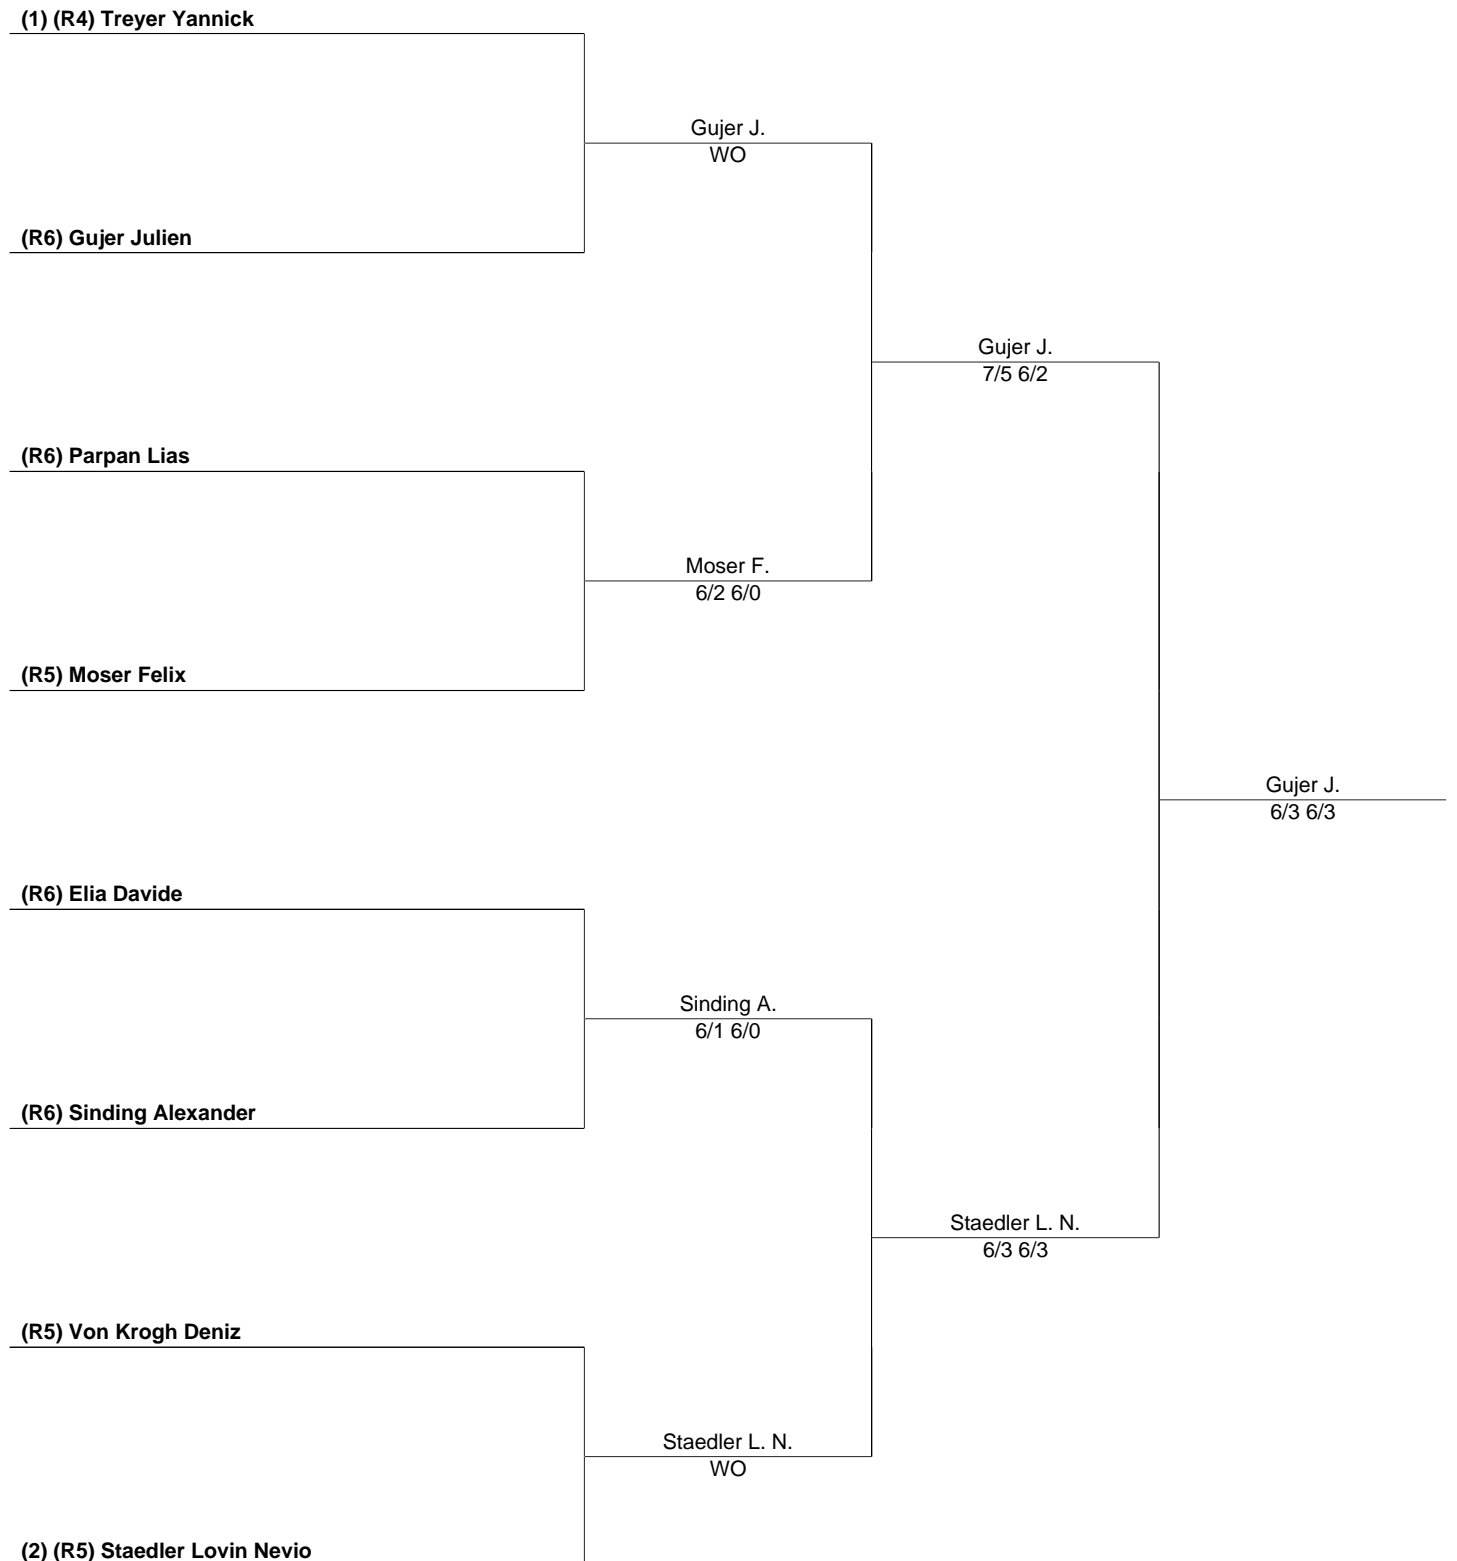 (1) (R4) Treyer Yannick
Gujer J.
WO
(R6) Gujer Julien
Gujer J.
7/5 6/2
(R6) Parpan Lias
Moser F.
6/2 6/0
(R5) Moser Felix
Gujer J.
6/3 6/3
(R6) Elia Davide
Sinding A.
6/1 6/0
(R6) Sinding Alexander
Staedler L. N.
6/3 6/3
(R5) Von Krogh Deniz
Staedler L. N.
WO
(2) (R5) Staedler Lovin Nevio